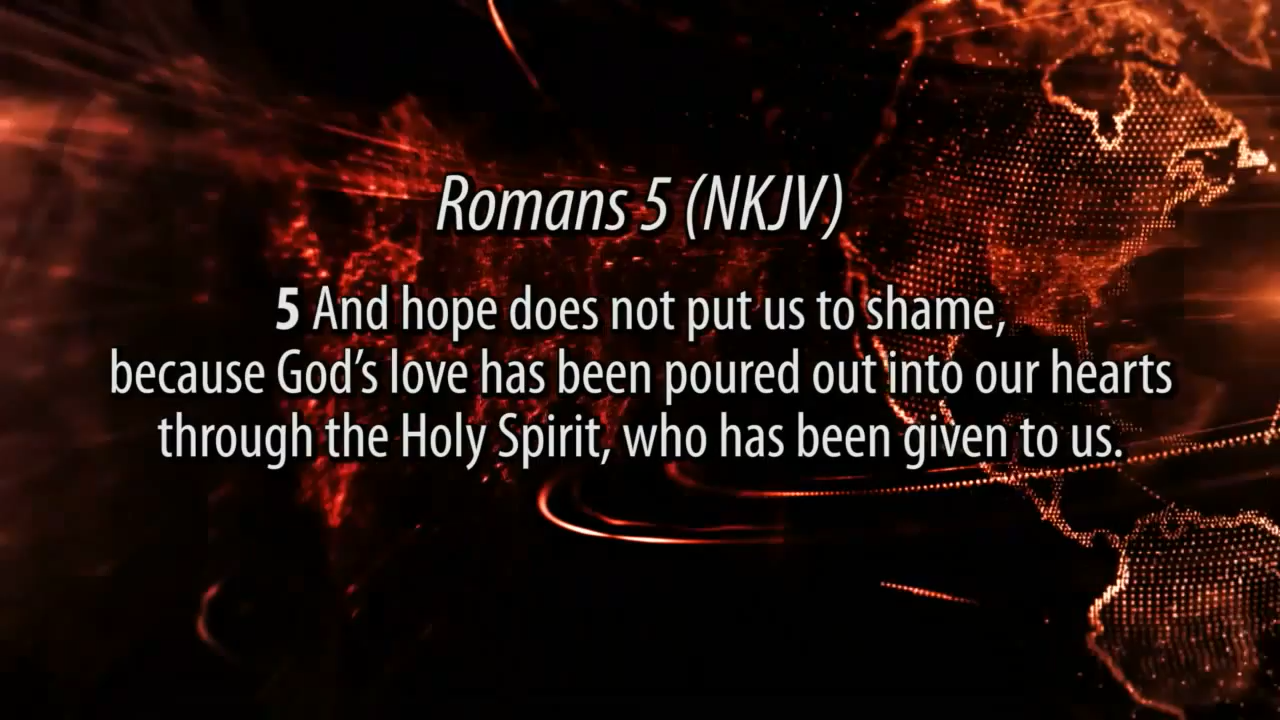 Romans 5 (NKJV)
5 And hope does not put us to shame,
because God’s love has been poured out into our hearts
through the Holy Spirit, who has been given to us.